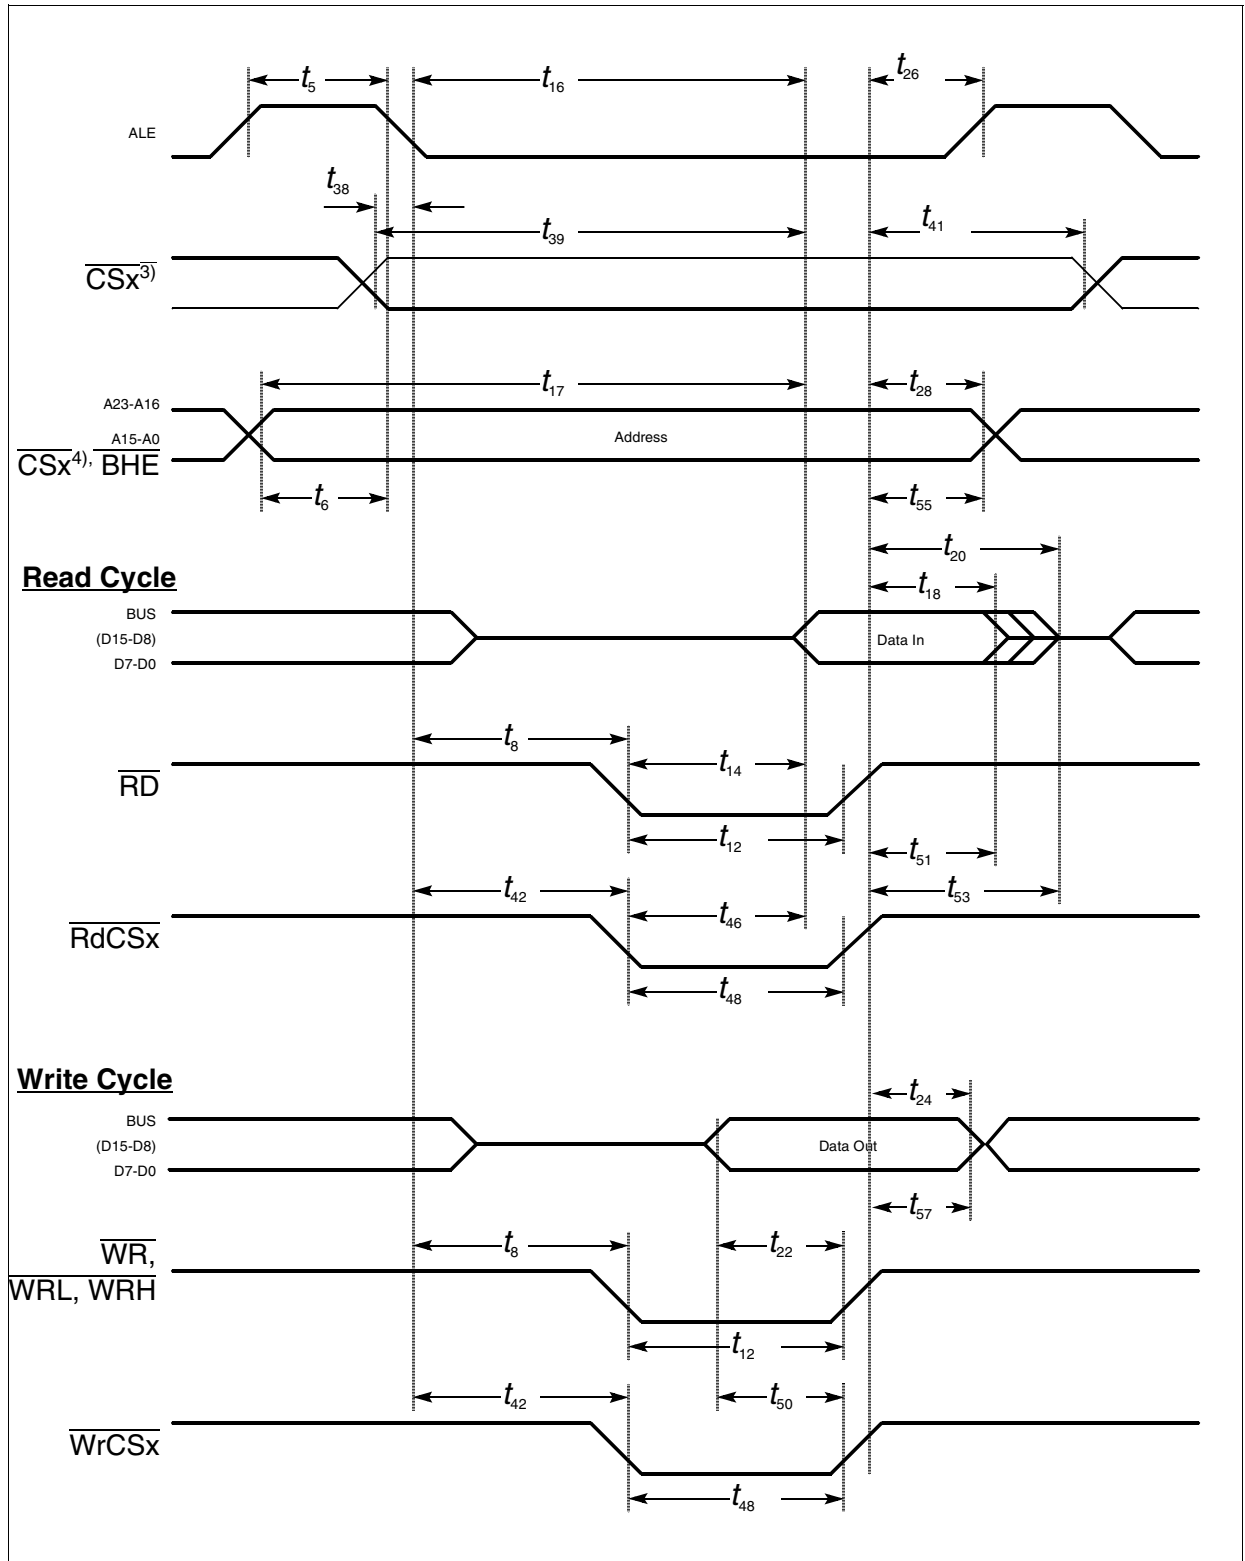 t5 t16 t26
ALE
t38
t39 t41
CSx3)
t17 t28
A23-A16
A15-A0 Address
CSx4), BHE
t6 t55
t20
Read Cycle
t18
BUS
(D15-D8) Data In
D7-D0
t8
t14
RD
t12 t51
t42 t53
t46
RdCSx
t48
Write Cycle
t24
BUS
(D15-D8) Data Out
D7-D0
t57
t8 t22
WR,
WRL, WRH
t12
t42 t50
WrCSx
t48